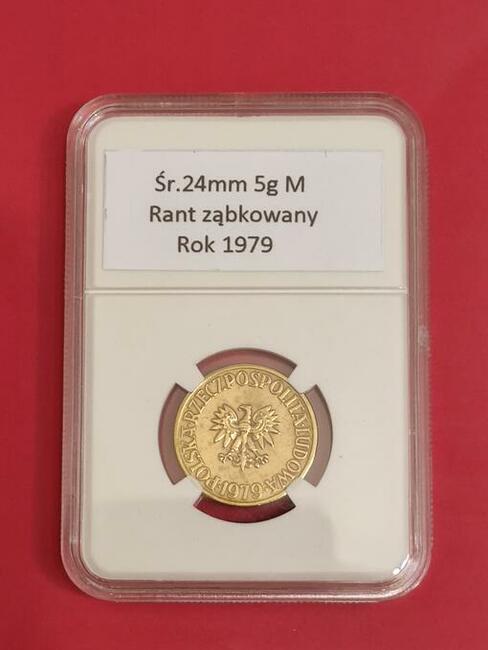 Śr.24mm 5g M
Rant ząbkowany
Rok 1979
POLSKA·RZECZPOSPOLITA·LUDOWA·1979